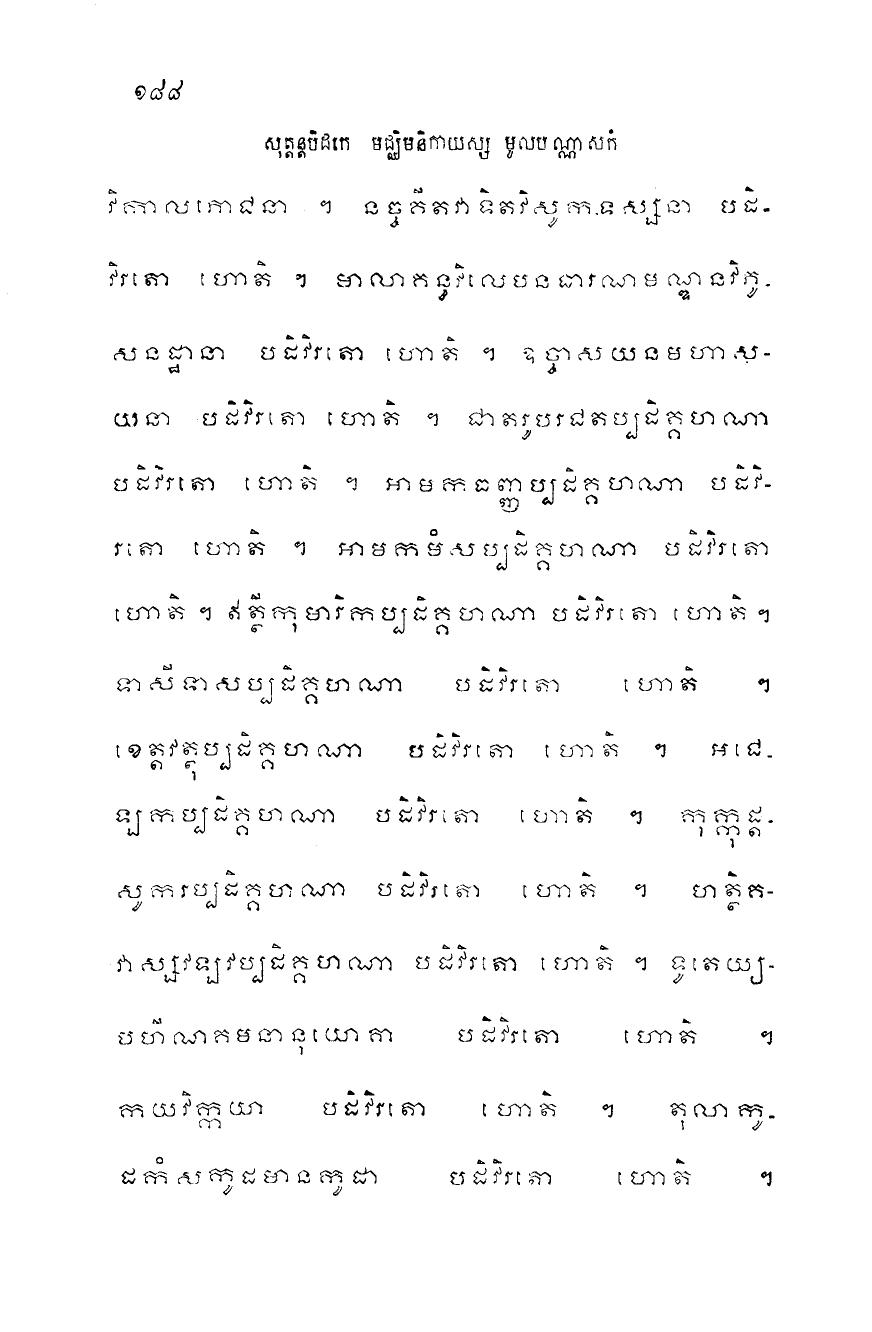 ១៨៨
សុត្តន្តបិដកេ មជ្ឈិមនិកាយស្ស មូលបណ្ណាសកំ
វិកាលភោជនា ។ នច្ចគីតវាទិតវិសូកទស្សនា បដិ-
វិរតោ ហោតិ ។ មាលាគន្ធវិលេបនធារណមណ្ឌនវិភូ-
សនដ្ឋានា បដិវិរតោ ហោតិ ។ ឧច្ចាសយនមហាស-
យនា បដិវិរតោ ហោតិ ។ ជាតរូបរជតប្បដិគ្គហណា
បដិវិរតោ ហោតិ ។ អាមកធញ្ញប្បដិគ្គហណា បដិវិ-
រតោ ហោតិ ។ អាមកមំសប្បដិគ្គហណា បដិវិរតោ
ហោតិ ។ ឥត្ថីកុមារិកប្បដិគ្គហណា បដិវិរតោ ហោតិ ។
ទាសីទាសប្បដិគ្គហណា បដិវិរតោ ហោតិ ។
ខេត្តវត្ថុប្បដិគ្គហណា បដិវិរតោ ហោតិ ។ អជេ-
ឡកប្បដិគ្គហណា បដិវិរតោ ហោតិ ។ កុក្កុដ-
សូករប្បដិគ្គហណា បដិវិរតោ ហោតិ ។ ហត្ថិគ-
វាស្សវឡវប្បដិគ្គហណា បដិវិរតោ ហោតិ ។ ទូតេយ្យ-
បហីណគមនានុយោគា បដិវិរតោ ហោតិ ។
កយវិក្កយា បដិវិរតោ ហោតិ ។ តុលាកូ-
ដកំសកូដមានកូដា បដិវិរតោ ហោតិ ។